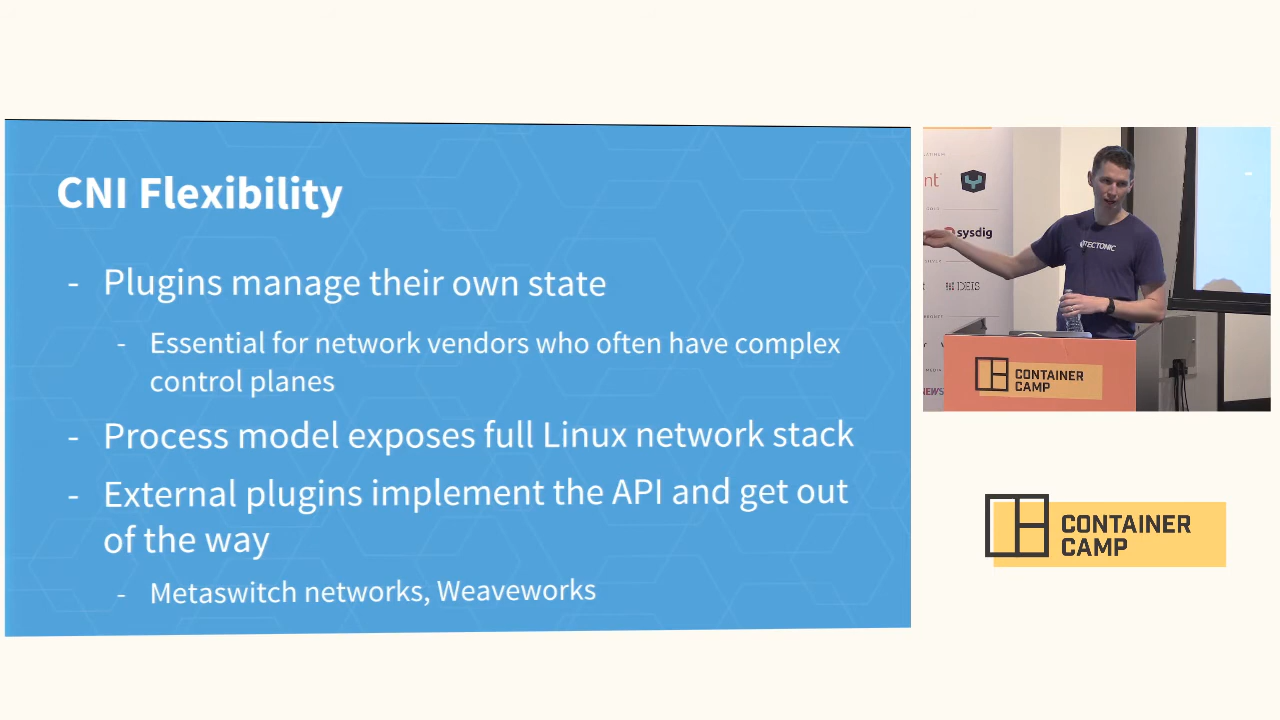 CNI Flexibility
- Plugins manage their own state
- Essential for network vendors who often have complex
control planes
- Process model exposes full Linux network stack
- External plugins implement the API and get out
of the way
- Metaswitch networks, Weaveworks
sysdig
TECTONIC
DEIS
CONTAINER
CAMP
CONTAINER
CAMP